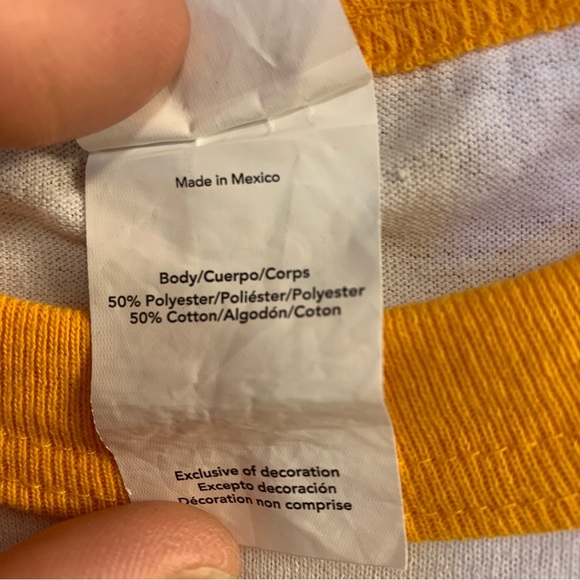 Made in Mexico
Body/Cuerpo/Corps
50% Polyester/Poliéster/Polyester
50% Cotton/Algodón/Coton
Exclusive of decoration
Excepto decoración
Décoration non comprise